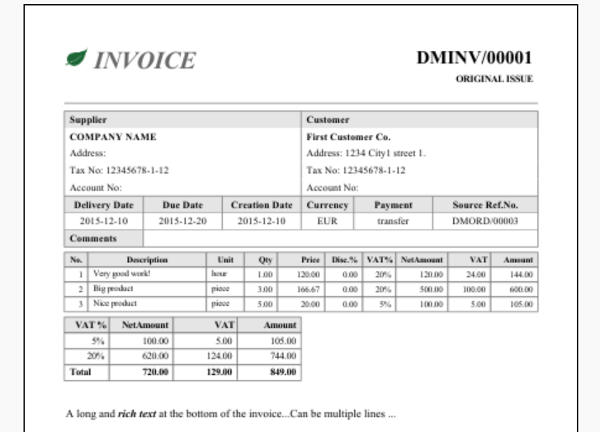 INVOICE DMINV/00001
ORIGINAL ISSUE
Supplier Customer
COMPANY NAME First Customer Co.
Address: Address: 1234 City1 street 1.
Tax No: 12345678-1-12 Tax No: 12345678-1-12
Account No: Account No:
Delivery Date Due Date Creation Date Currency Payment Source Ref.No.
2015-12-10 2015-12-20 2015-12-10 EUR transfer DMORD/00003
Comments
No. Description Unit Qty Price Disc.% VAT% NetAmount VAT Amount
1 Very good work! hour 1.00 120.00 0.00 20% 120.00 24.00 144.00
2 Big product piece 3.00 166.67 0.00 20% 500.00 100.00 600.00
3 Nice product piece 5.00 20.00 0.00 5% 100.00 5.00 105.00
VAT % NetAmount VAT Amount
5% 100.00 5.00 105.00
20% 620.00 124.00 744.00
Total 720.00 129.00 849.00
A long and rich text at the bottom of the invoice...Can be multiple lines ...